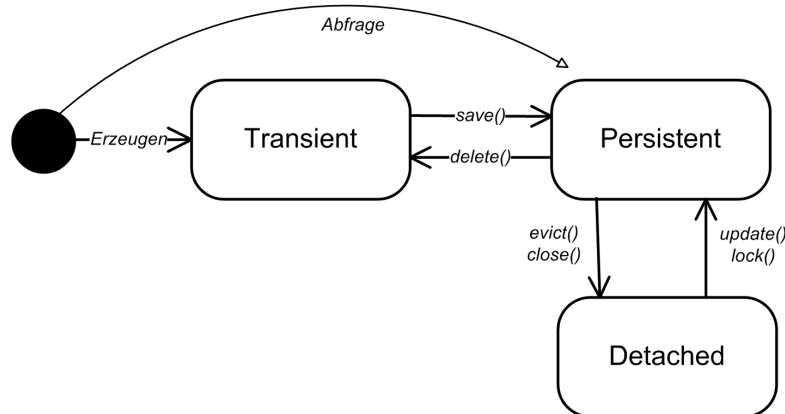 Abfrage
Erzeugen
Transient
save()
delete()
Persistent
evict()
close()
update()
lock()
Detached